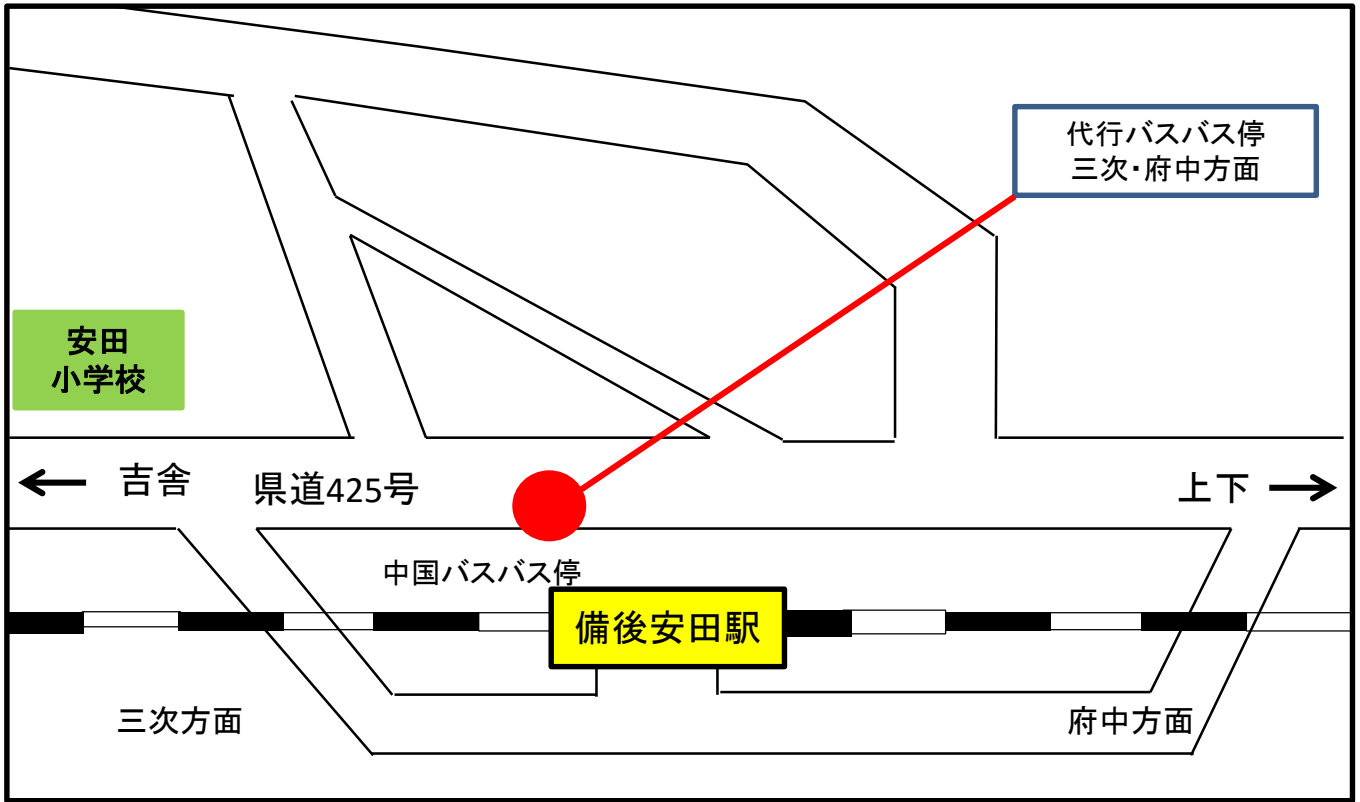 代行バスバス停
三次・府中方面
安田
小学校
← 吉舎
県道425号
上下 →
中国バスバス停
備後安田駅
三次方面
府中方面